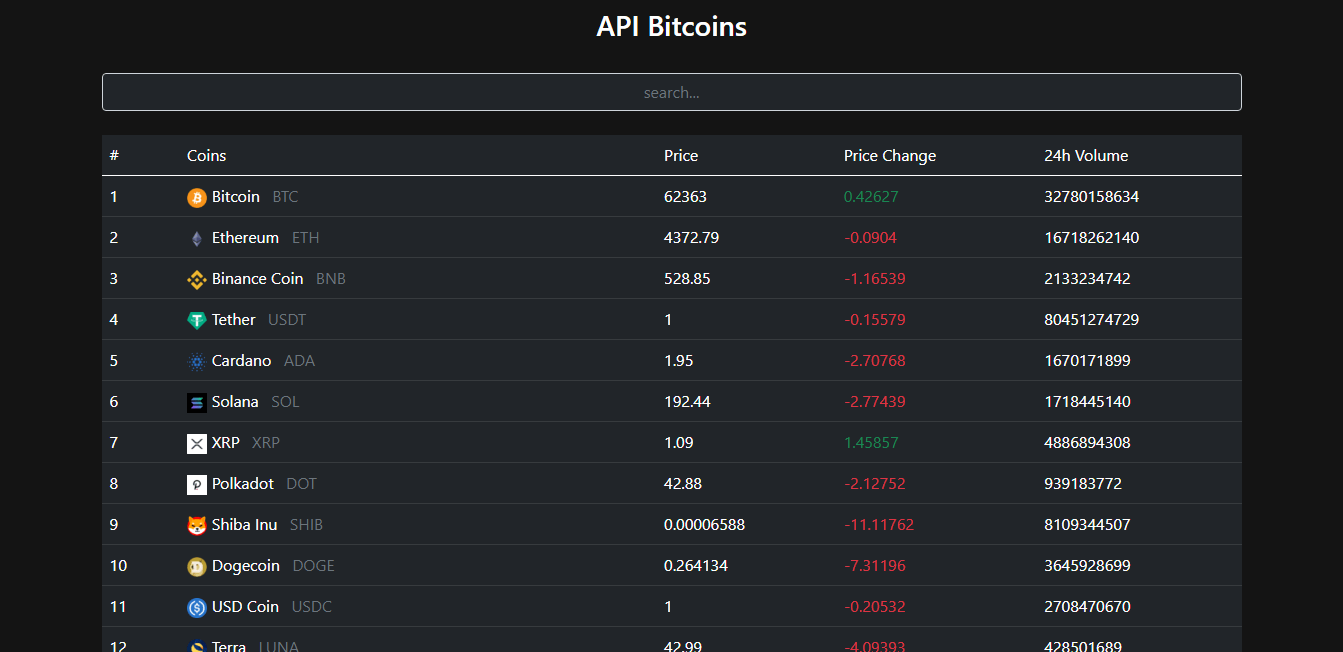 API Bitcoins
search...
# Coins Price Price Change 24h Volume
1 Bitcoin BTC 62363 0.42627 32780158634
2 Ethereum ETH 4372.79 -0.0904 16718262140
3 Binance Coin BNB 528.85 -1.16539 2133234742
4 Tether USDT 1 -0.15579 80451274729
5 Cardano ADA 1.95 -2.70768 1670171899
6 Solana SOL 192.44 -2.77439 1718445140
7 XRP XRP 1.09 1.45857 4886894308
8 Polkadot DOT 42.88 -2.12752 939183772
9 Shiba Inu SHIB 0.00006588 -11.11762 8109344507
10 Dogecoin DOGE 0.264134 -7.31196 3645928699
11 USD Coin USDC 1 -0.20532 2708470670
12 Terra LUNA 42.99 -4.09393 428501689